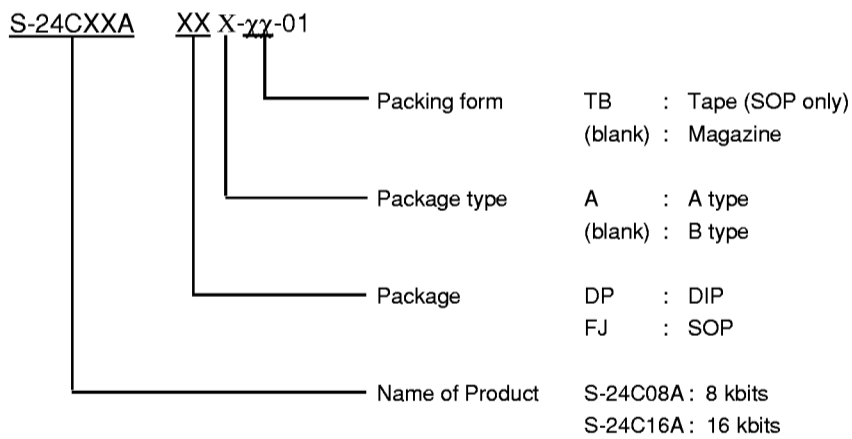 S-24CXXA XX X-χχ-01
Packing form TB : Tape (SOP only)
(blank) : Magazine
Package type A : A type
(blank) : B type
Package DP : DIP
FJ : SOP
Name of Product S-24C08A : 8 kbits
S-24C16A : 16 kbits